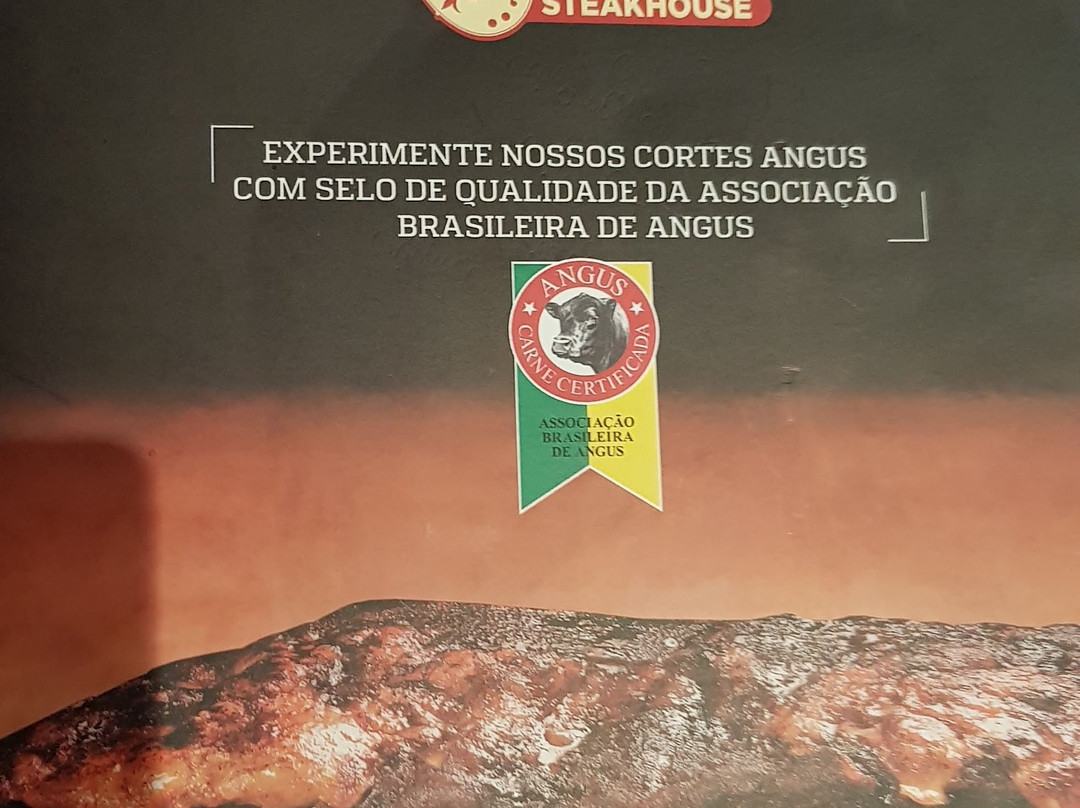 STEAKHOUSE
EXPERIMENTE NOSSOS CORTES ANGUS
COM SELO DE QUALIDADE DA ASSOCIAÇÃO
BRASILEIRA DE ANGUS
ANGUS
CARNE CERTIFICADA
ASSOCIAÇÃO
BRASILEIRA
DE ANGUS